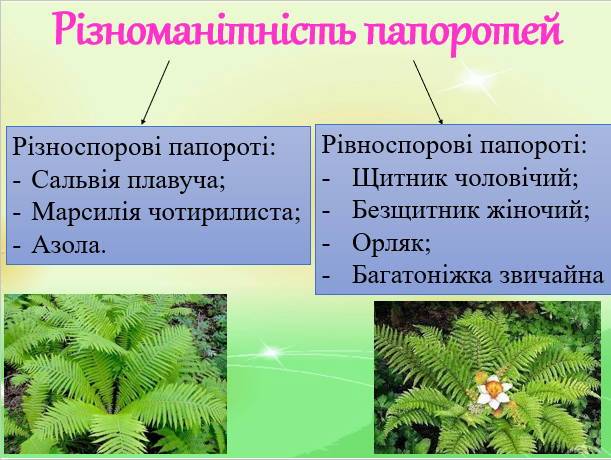 Різноманітність папоротей
Різноспорові папороті:
- Сальвія плавуча;
- Марсилія чотирилиста;
- Азола.
Рівноспорові папороті:
- Щитник чоловічий;
- Безщитник жіночий;
- Орляк;
- Багатоніжка звичайна